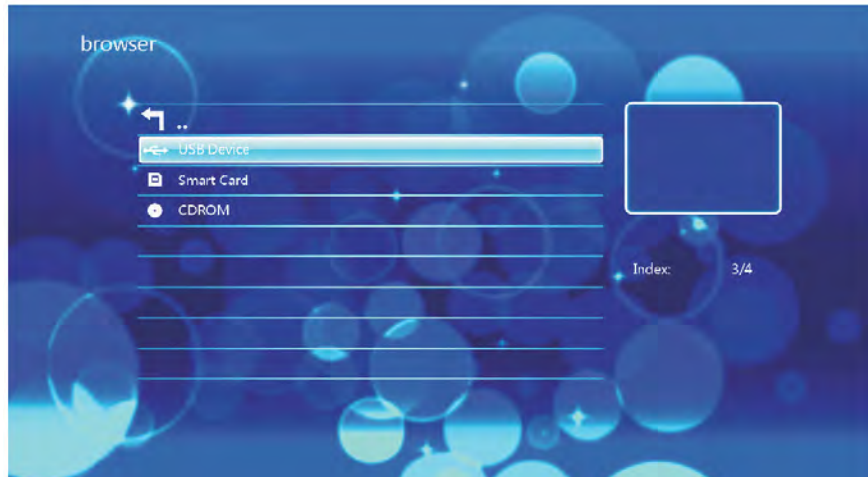 browser
..
USB Device
Smart Card
CDROM
Index: 3/4